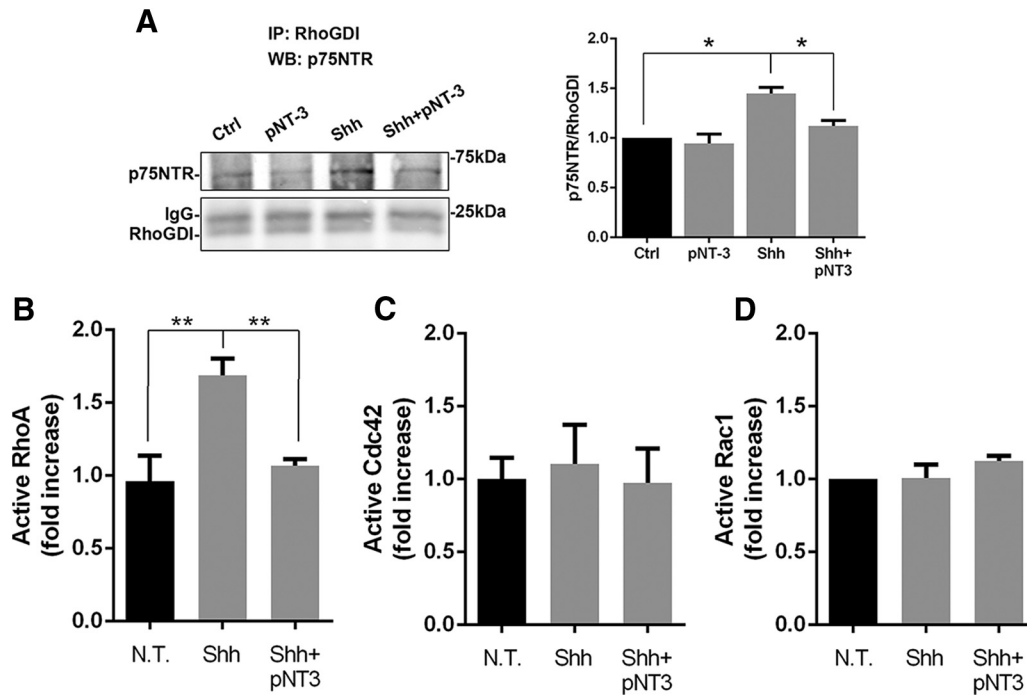 A
IP: RhoGDI
WB: p75NTR
Ctrl pNT-3 Shh Shh+pNT-3
p75NTR-
-75kDa
IgG-
RhoGDI-
-25kDa
p75NTR/RhoGDI
2.0
1.5
1.0
0.5
0.0
* *
Ctrl pNT-3 Shh Shh+
pNT3
B
Active RhoA
(fold increase)
2.0
1.5
1.0
0.5
0.0
** **
N.T. Shh Shh+
pNT3
C
Active Cdc42
(fold increase)
2.0
1.5
1.0
0.5
0.0
N.T. Shh Shh+
pNT3
D
Active Rac1
(fold increase)
2.0
1.5
1.0
0.5
0.0
N.T. Shh Shh+
pNT3